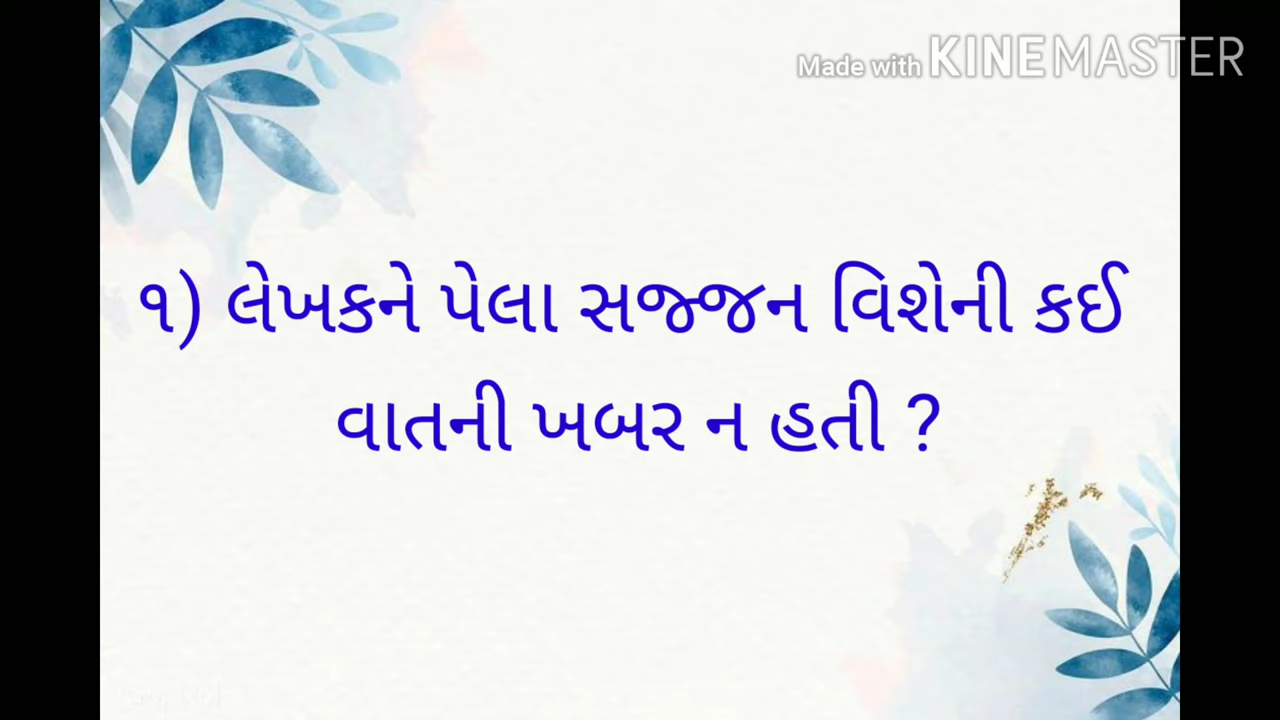 Made with KINEMASTER
૧) લેખકને પેલા સજ્જન વિશેની કઈ
વાતની ખબર ન હતી ?